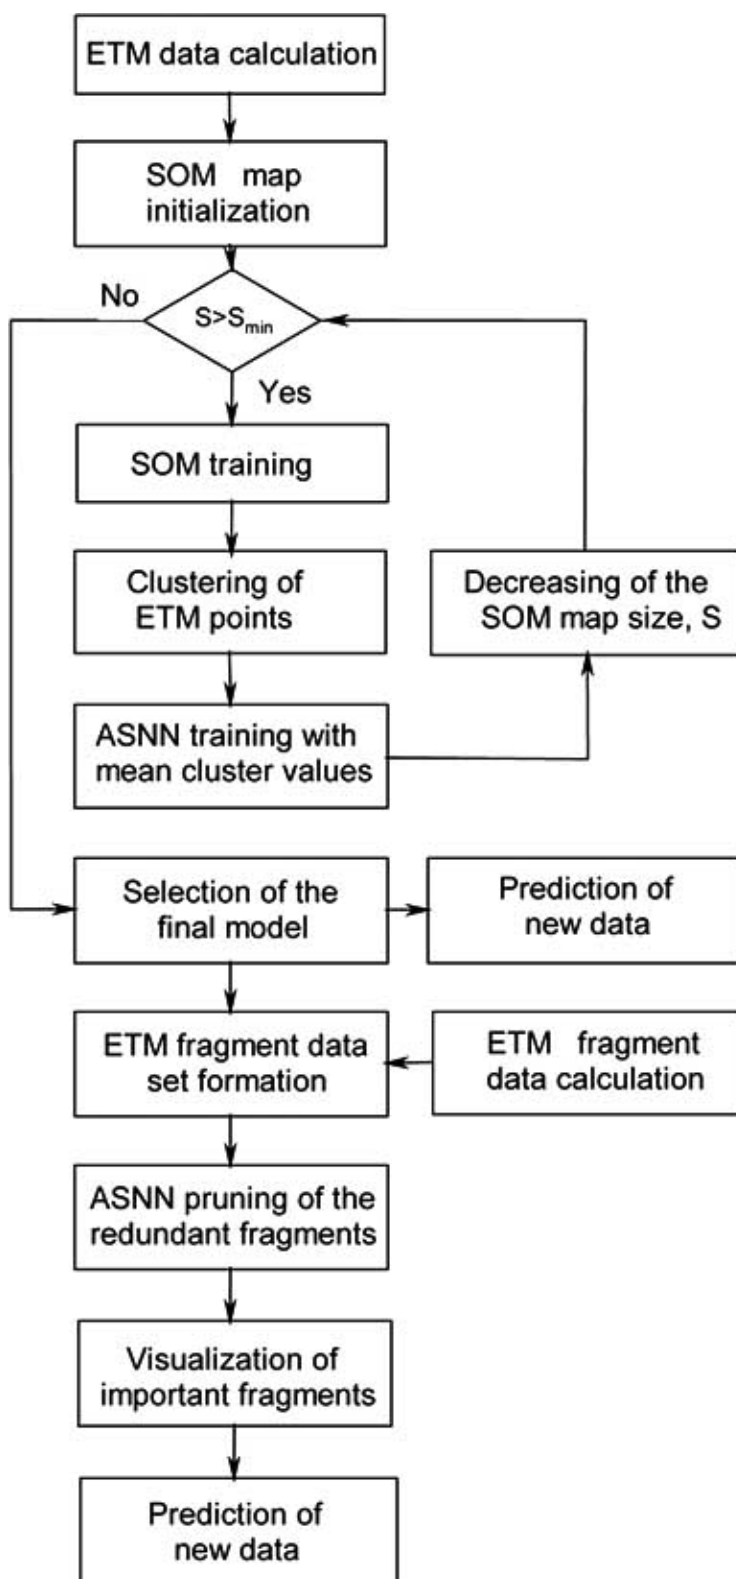 ETM data calculation
SOM map
initialization
No
S>Smin
Yes
SOM training
Clustering of
ETM points
Decreasing of the
SOM map size, S
ASNN training with
mean cluster values
Selection of the
final model
Prediction of
new data
ETM fragment data
set formation
ETM fragment
data calculation
ASNN pruning of the
redundant fragments
Visualization of
important fragments
Prediction of
new data